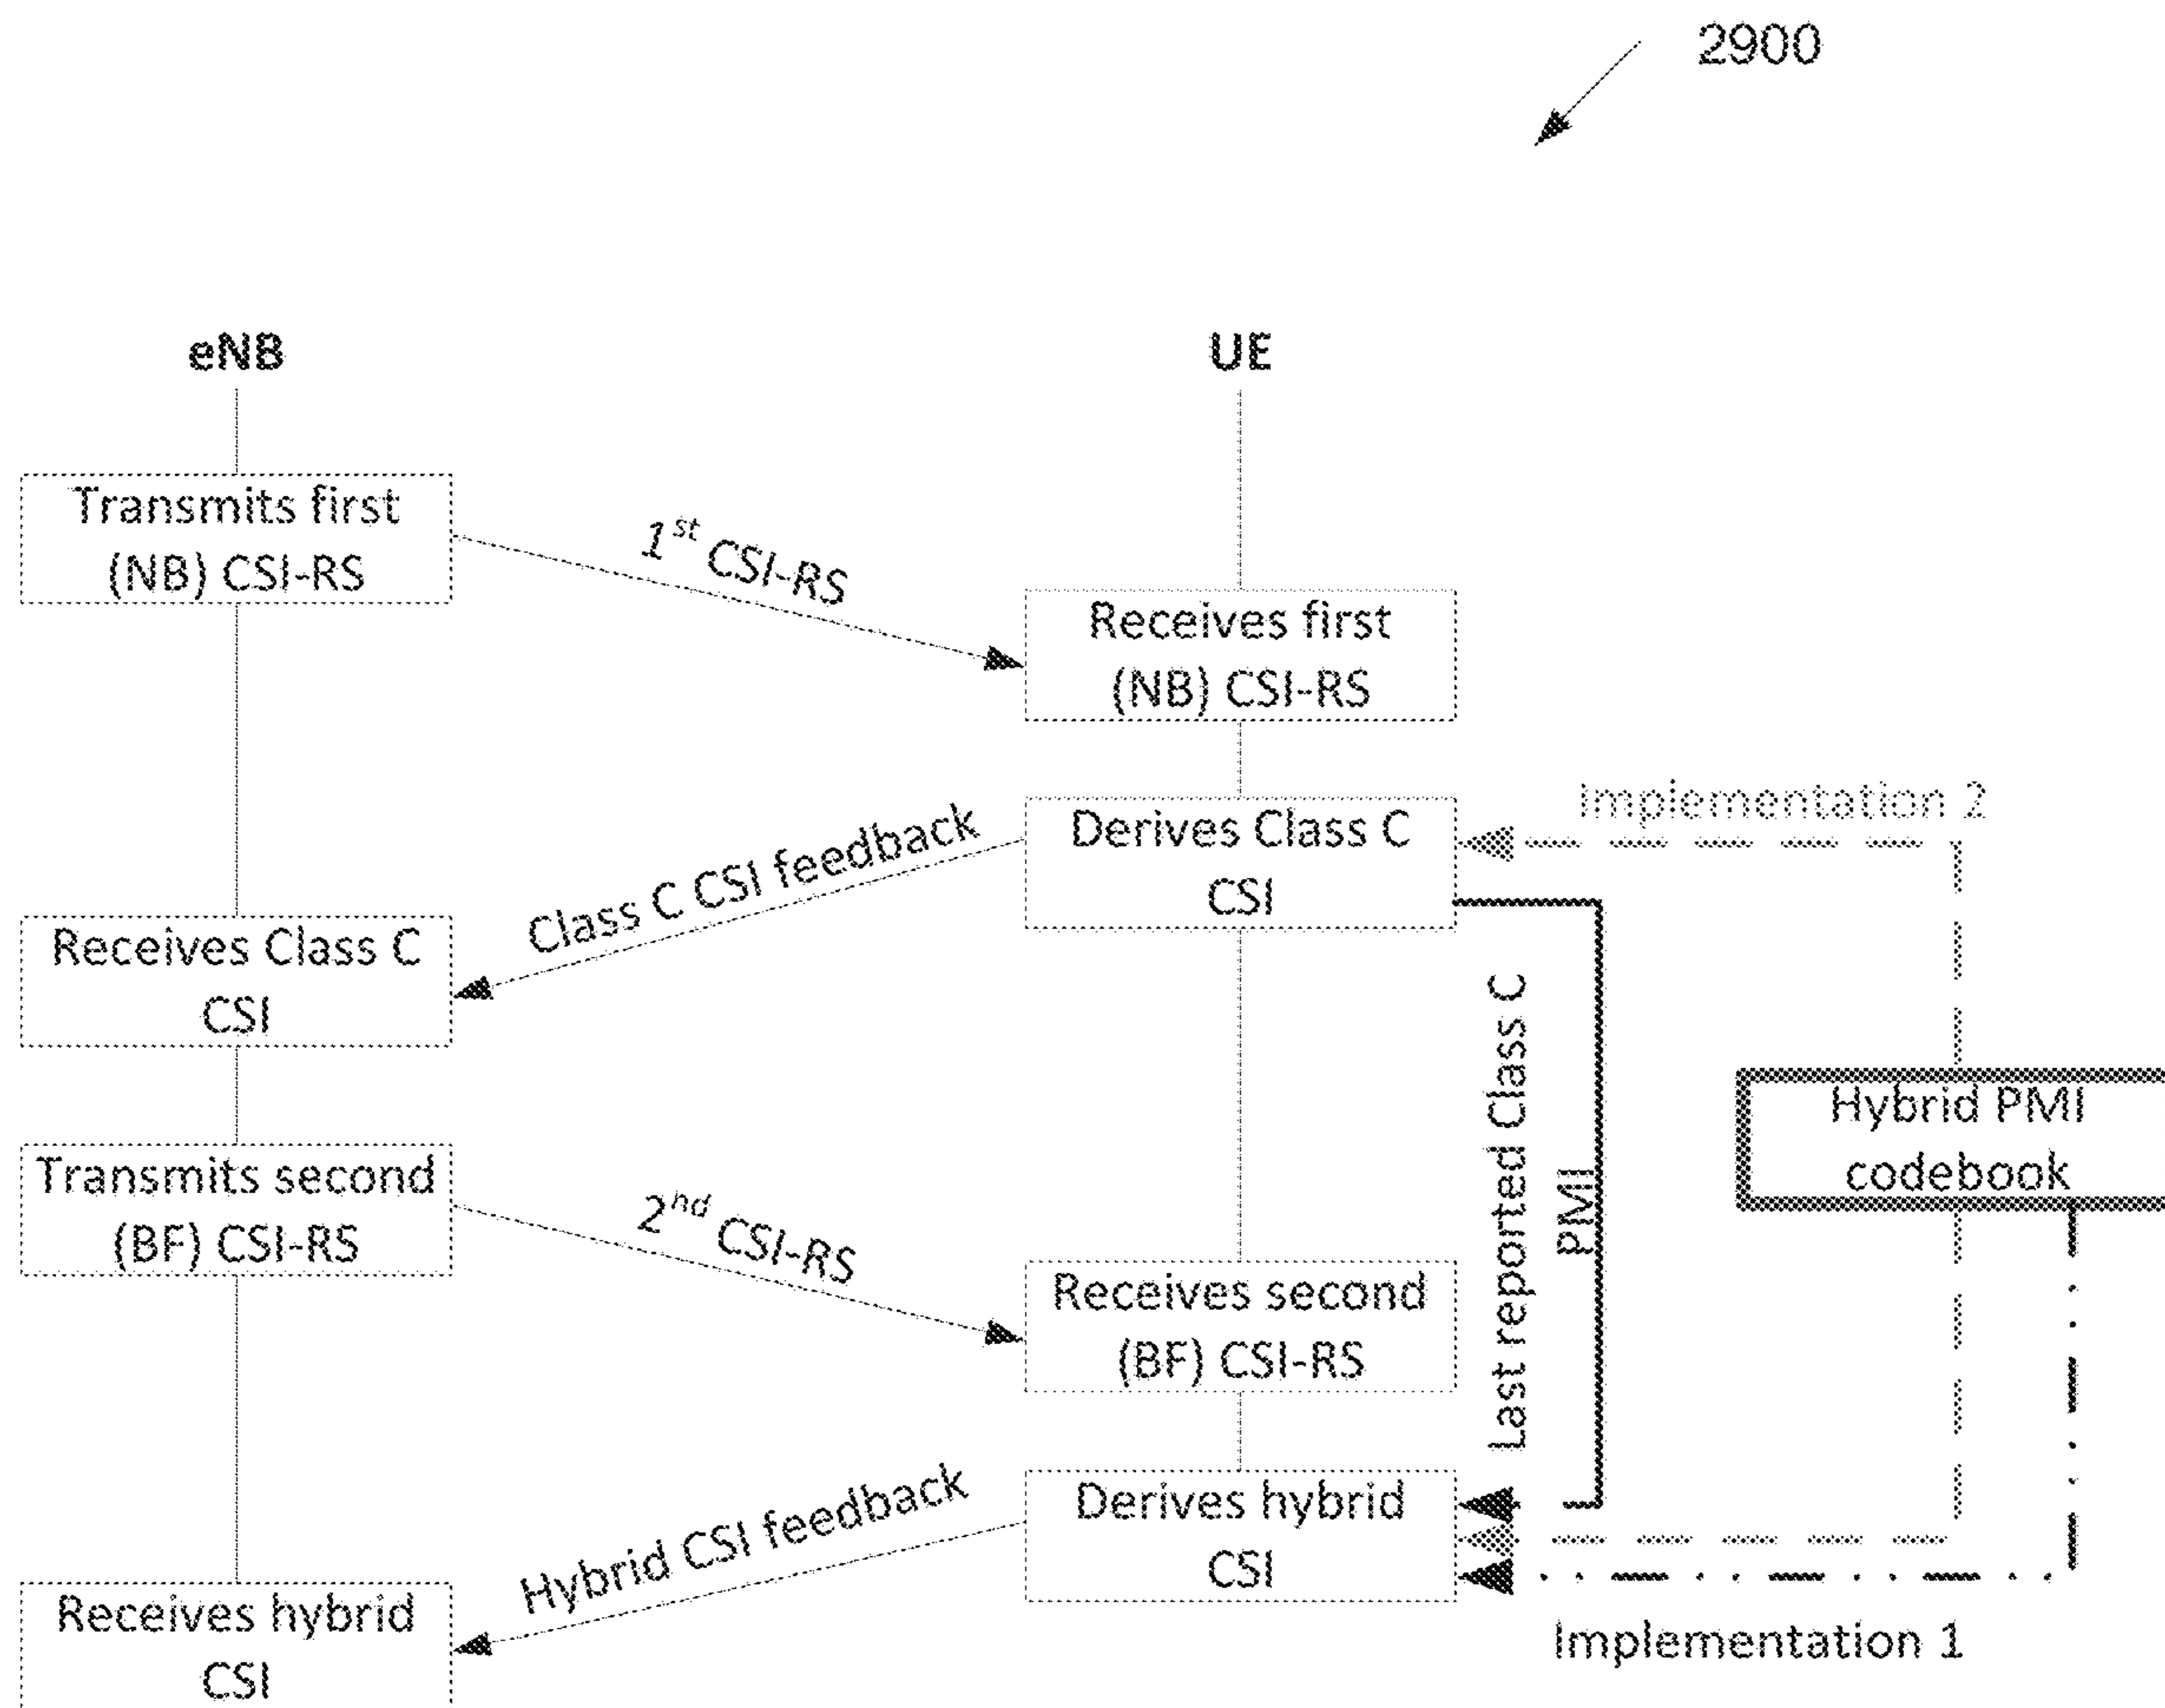 2900
eNB
UE
Transmits first
(NB) CSI-RS
1st CSI-RS
Receives first
(NB) CSI-RS
Implementation 2
Derives Class C
CSI
Class C CSI feedback
Receives Class C
CSI
Last reported Class C
PMI
Hybrid PMI
codebook
Transmits second
(BF) CSI-RS
2nd CSI-RS
Receives second
(BF) CSI-RS
Derives hybrid
CSI
Hybrid CSI feedback
Receives hybrid
CSI
Implementation 1